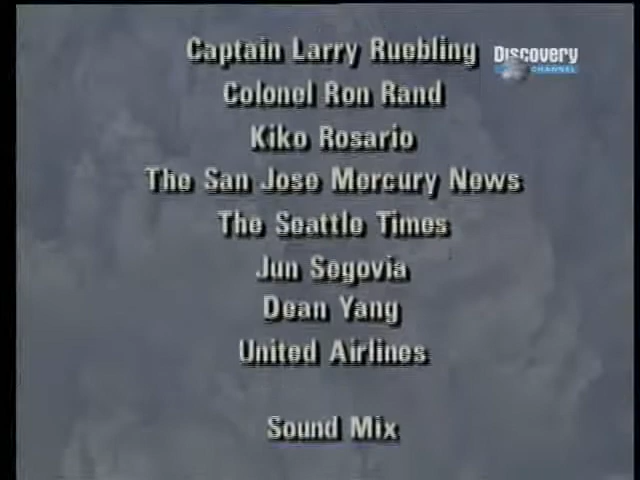 Captain Larry Ruebling
Discovery
CHANNEL
Colonel Ron Rand
Kiko Rosario
The San Jose Mercury News
The Seattle Times
Jun Segovia
Dean Yang
United Airlines
Sound Mix